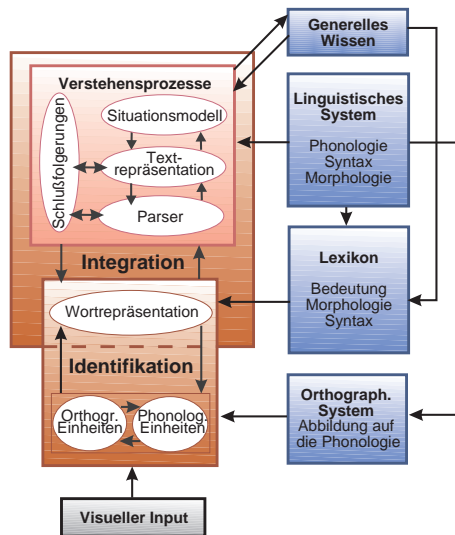 Generelles
Wissen
Verstehensprozesse
Situationsmodell
Schlußfolgerungen
Text-
repräsentation
Parser
Linguistisches
System
Phonologie
Syntax
Morphologie
Integration
Lexikon
Bedeutung
Morphologie
Syntax
Wortrepräsentation
Identifikation
Orthogr.
Einheiten
Phonolog.
Einheiten
Orthograph.
System
Abbildung auf
die Phonologie
Visueller Input